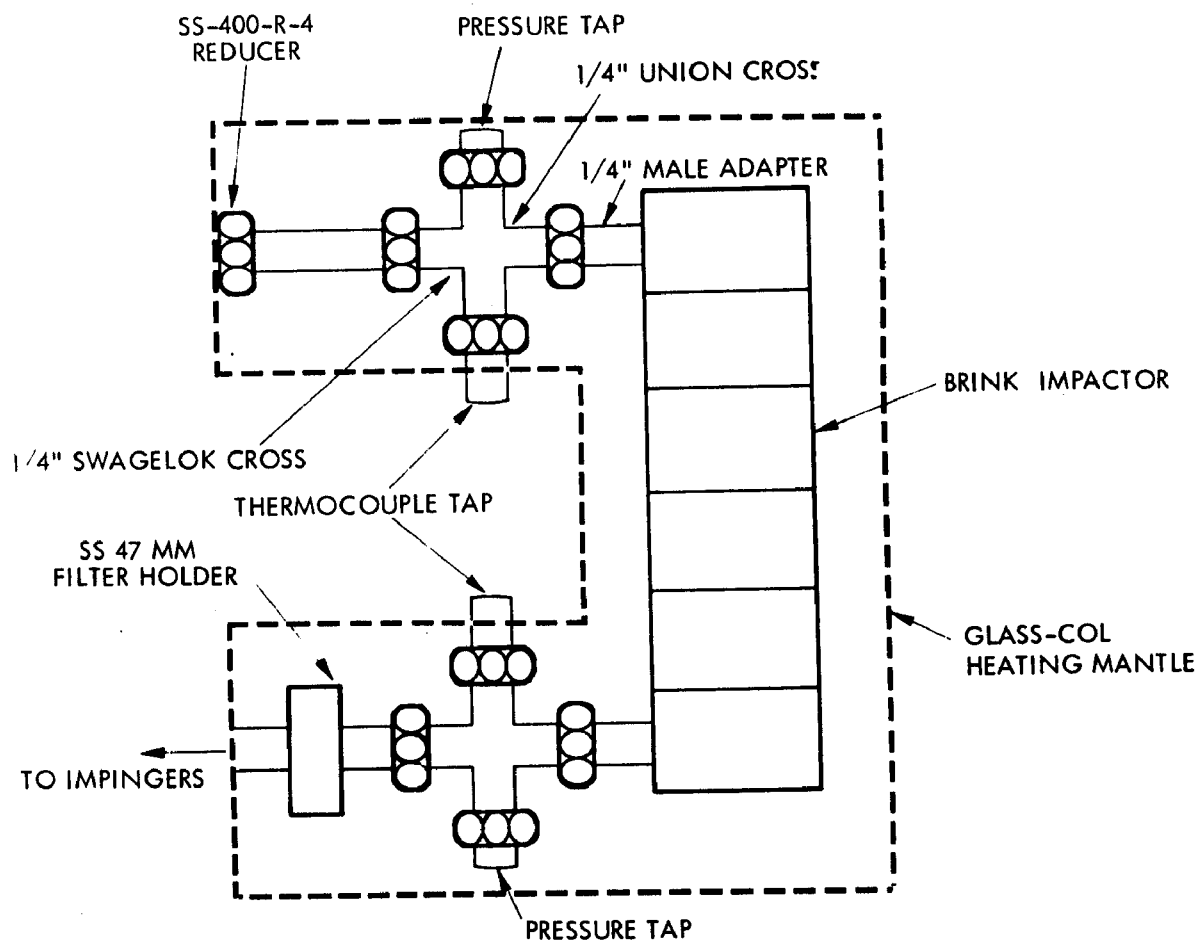 SS-400-R-4
REDUCER
PRESSURE TAP
1/4" UNION CROSS
1/4" MALE ADAPTER
BRINK IMPACTOR
1/4" SWAGELOK CROSS
THERMOCOUPLE TAP
SS 47 MM
FILTER HOLDER
GLASS-COL
HEATING MANTLE
TO IMPINGERS
PRESSURE TAP